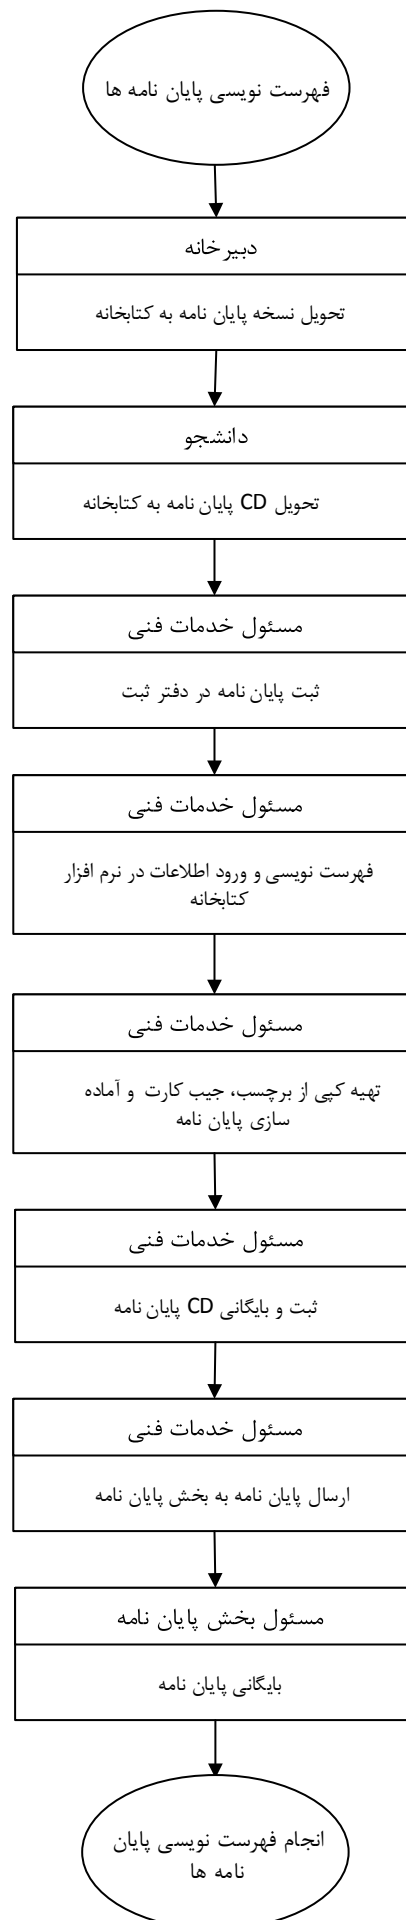 فهرست نویسی پایان نامه ها
دبیرخانه
تحویل نسخه پایان نامه به کتابخانه
دانشجو
تحویل CD پایان نامه به کتابخانه
مسئول خدمات فنی
ثبت پایان نامه در دفتر ثبت
مسئول خدمات فنی
فهرست نویسی و ورود اطلاعات در نرم افزار
کتابخانه
مسئول خدمات فنی
تهیه کپی از برچسب، جیب کارت و آماده
سازی پایان نامه
مسئول خدمات فنی
ثبت و بایگانی CD پایان نامه
مسئول خدمات فنی
ارسال پایان نامه به بخش پایان نامه
مسئول بخش پایان نامه
بایگانی پایان نامه
انجام فهرست نویسی پایان
نامه ها